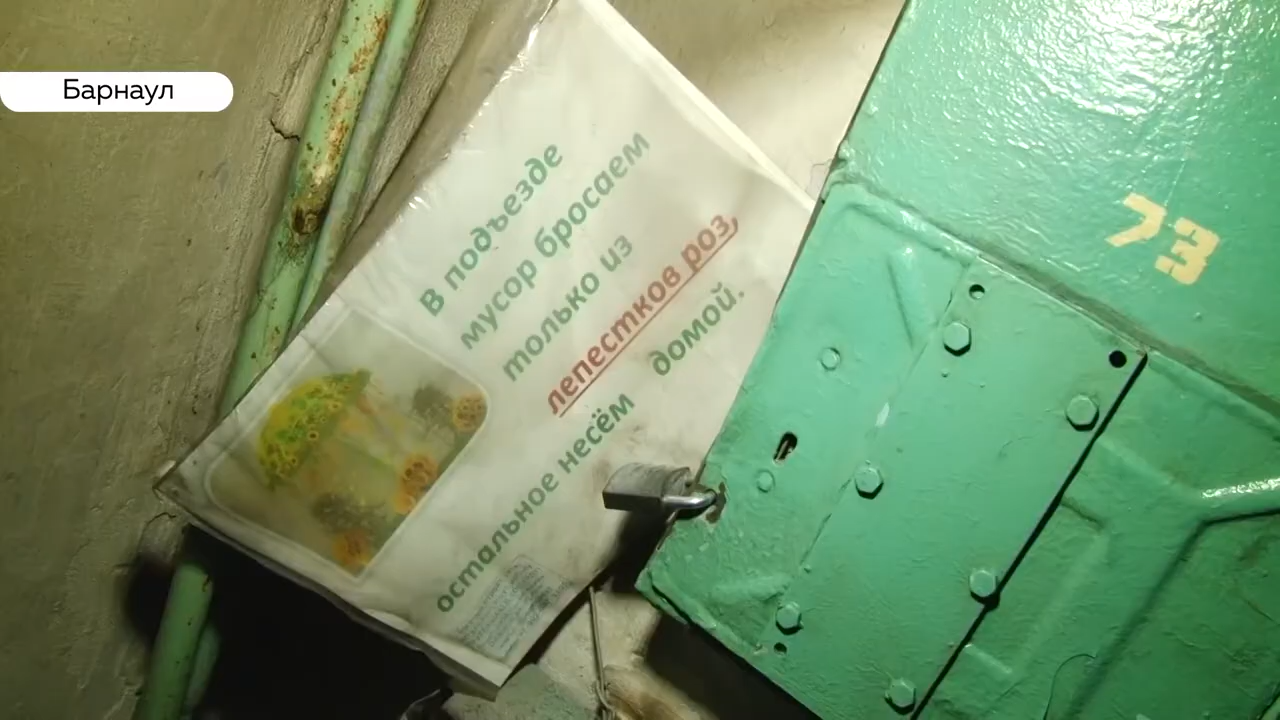 Барнаул
В подъезде
мусор бросаем
только из
лепестков роз,
остальное несём домой.
73